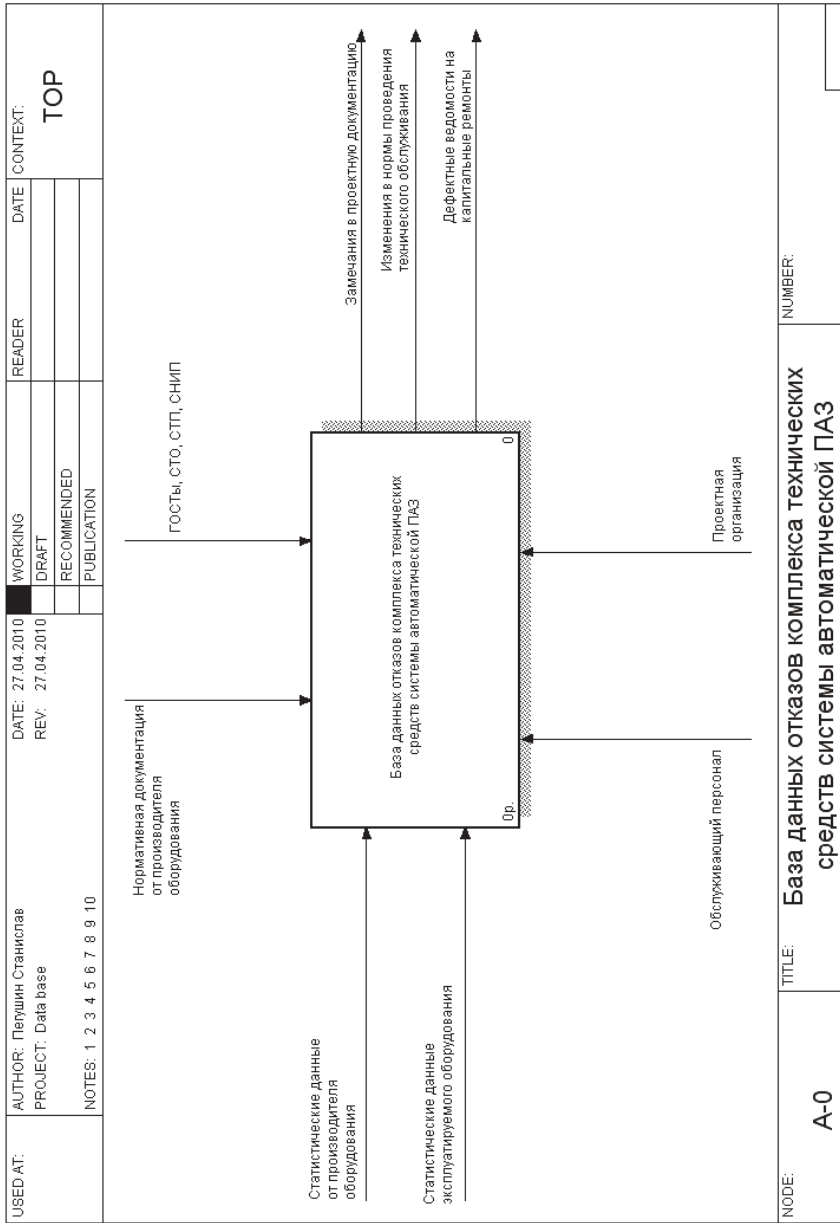 USED AT:
AUTHOR: Пегушин Станислав
PROJECT: Data base
NOTES: 1 2 3 4 5 6 7 8 9 10
DATE: 27.04.2010
REV: 27.04.2010
WORKING
DRAFT
RECOMMENDED
PUBLICATION
READER
DATE
CONTEXT:
TOP
Нормативная документация
от производителя
оборудования
ГОСТы, СТО, СТП, СНИП
Статистические данные
от производителя
оборудования
Статистические данные
эксплуатируемого оборудования
База данных отказов комплекса технических
средств системы автоматической ПАЗ
0р.
0
Замечания в проектную документацию
Изменения в нормы проведения
технического обслуживания
Дефектные ведомости на
капитальные ремонты
Обслуживающий персонал
Проектная
организация
NODE:
A-0
TITLE:
База данных отказов комплекса технических
средств системы автоматической ПАЗ
NUMBER: